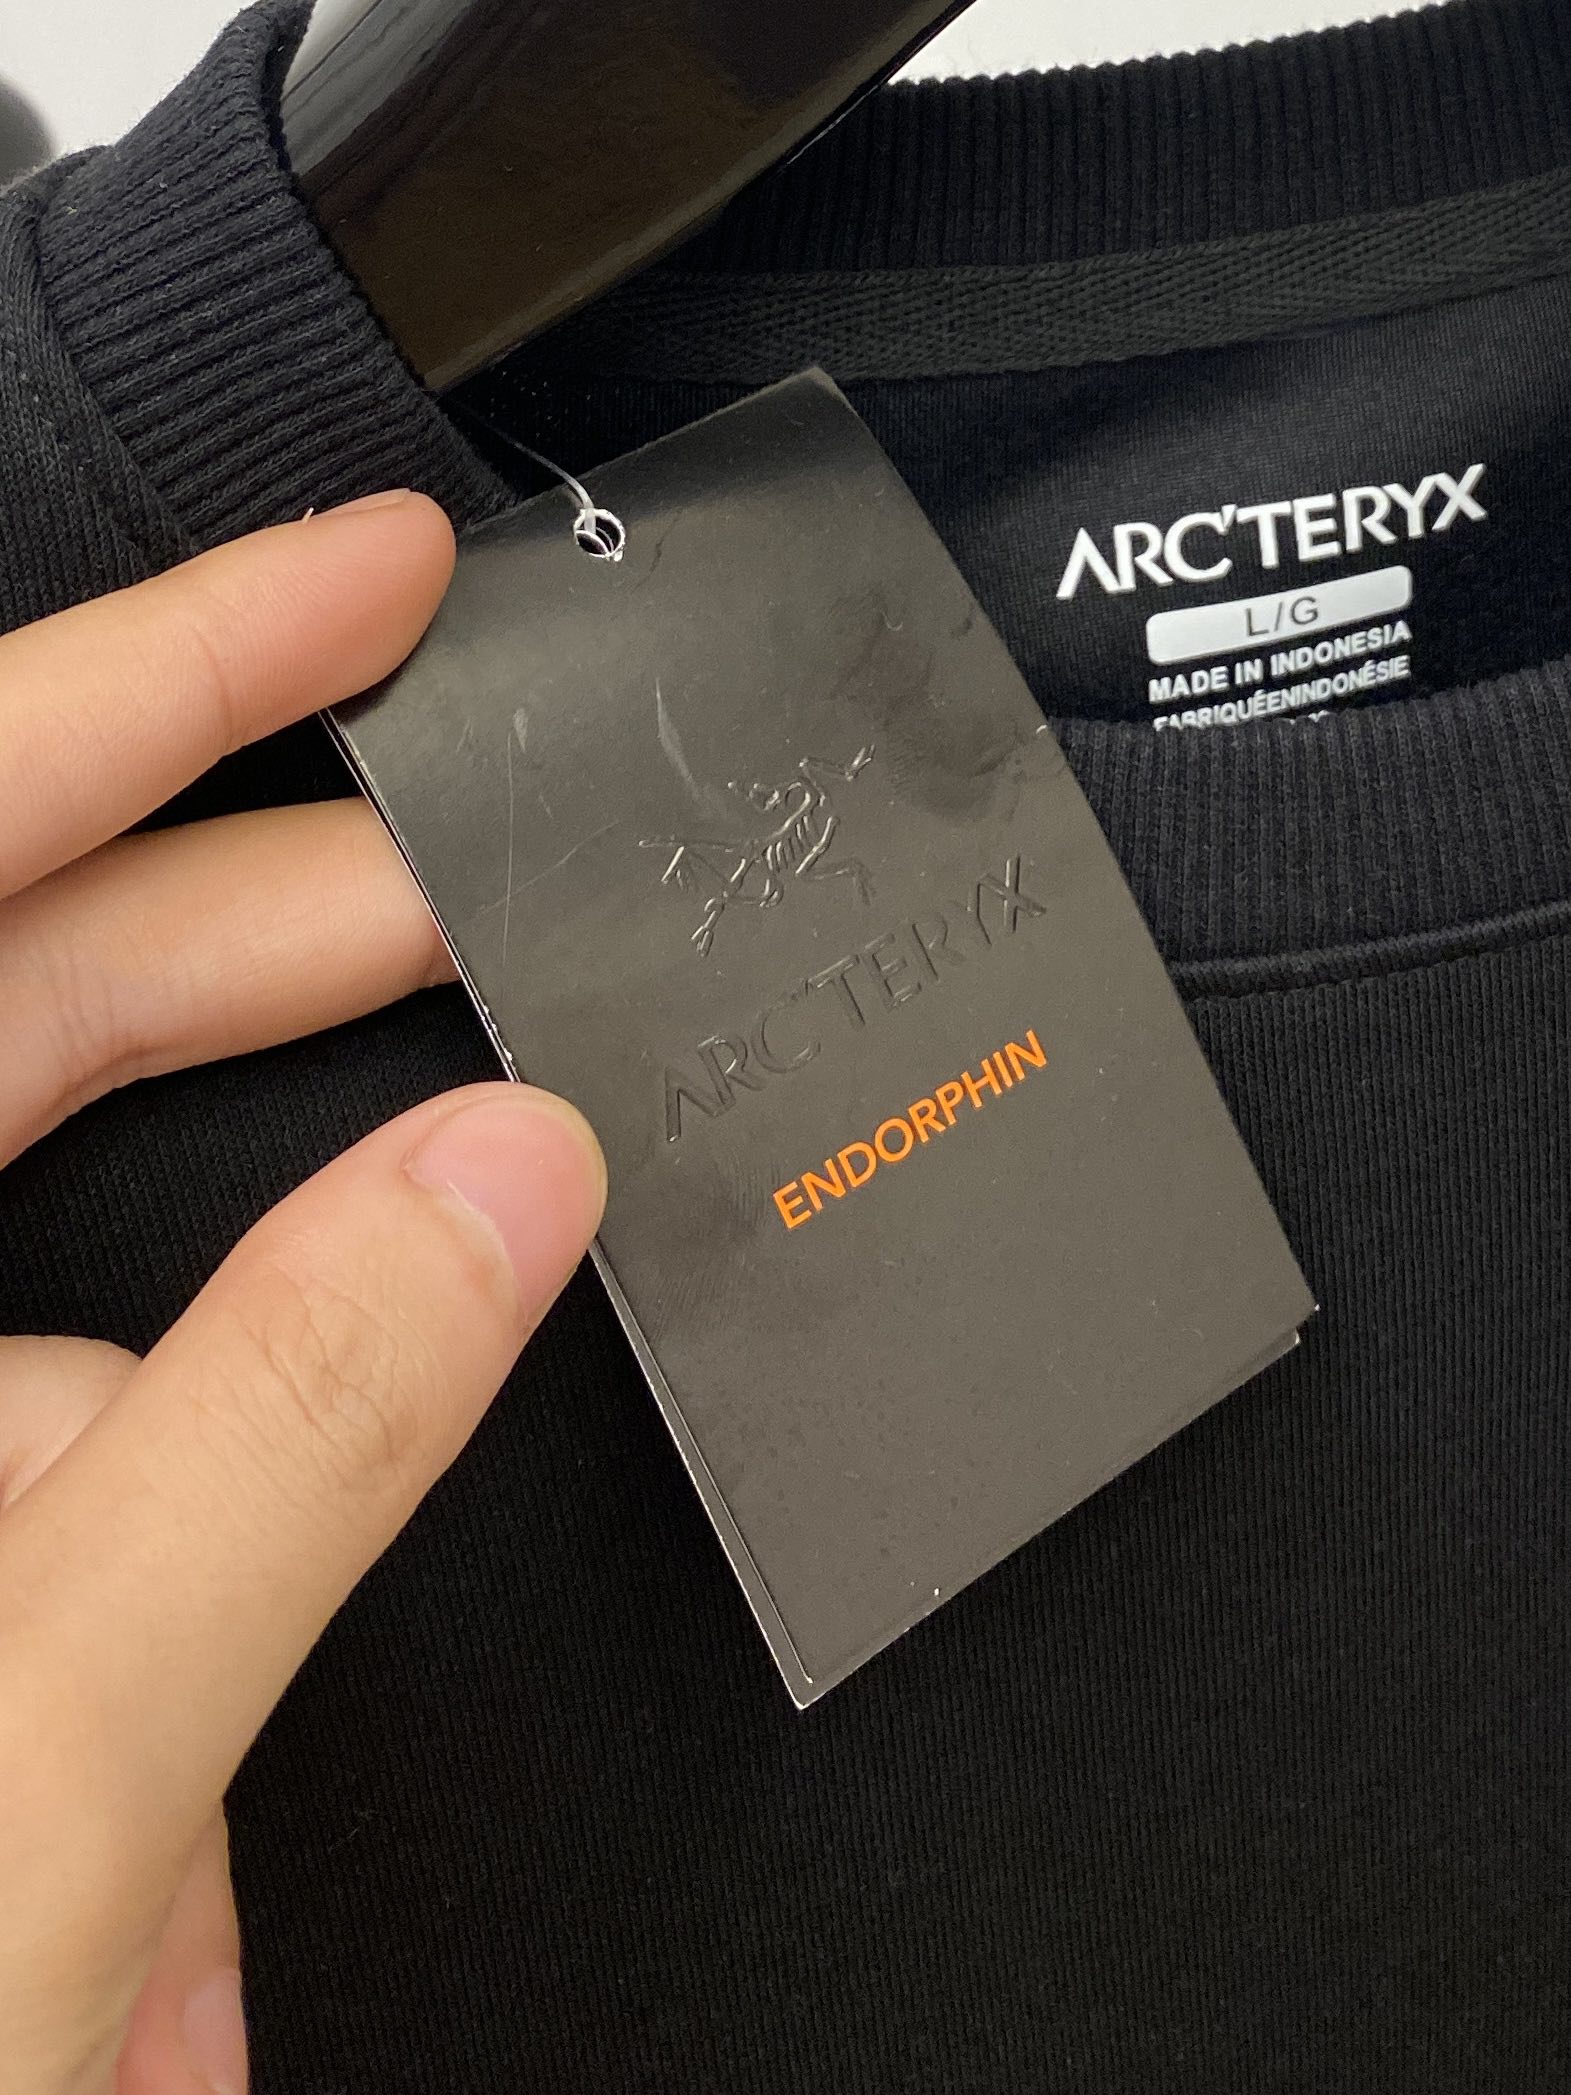 ARC'TERYX
L/G
MADE IN INDONESIA
FABRIQUÉENINDONÉSIE
ARC'TERYX
ENDORPHIN